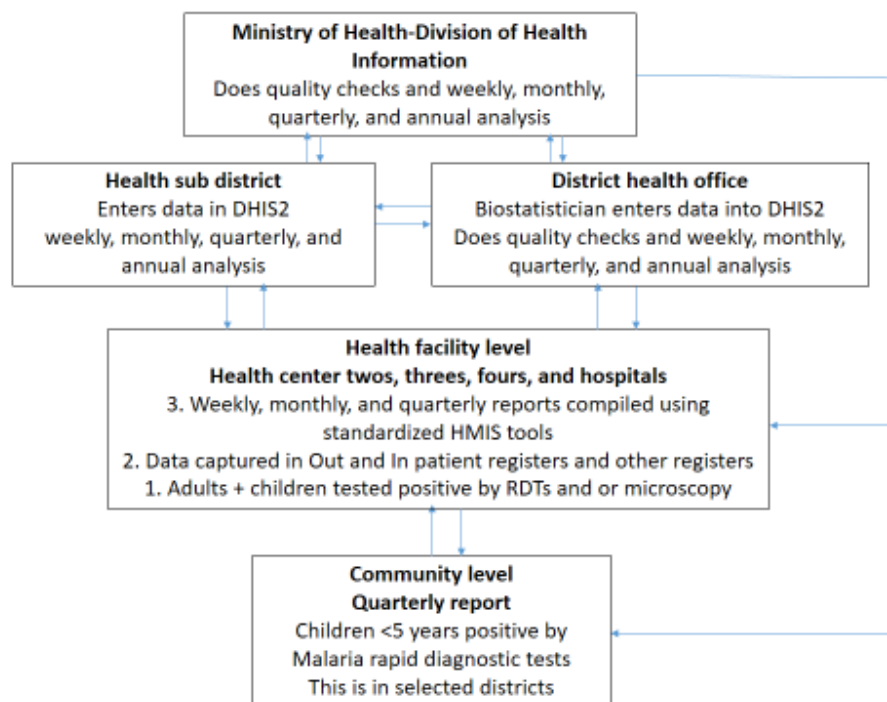 Ministry of Health-Division of Health
Information
Does quality checks and weekly, monthly,
quarterly, and annual analysis
Health sub district
Enters data in DHIS2
weekly, monthly, quarterly, and
annual analysis
District health office
Biostatistician enters data into DHIS2
Does quality checks and weekly, monthly,
quarterly, and annual analysis
Health facility level
Health center twos, threes, fours, and hospitals
3. Weekly, monthly, and quarterly reports compiled using
standardized HMIS tools
2. Data captured in Out and In patient registers and other registers
1. Adults + children tested positive by RDTs and or microscopy
Community level
Quarterly report
Children <5 years positive by
Malaria rapid diagnostic tests
This is in selected districts